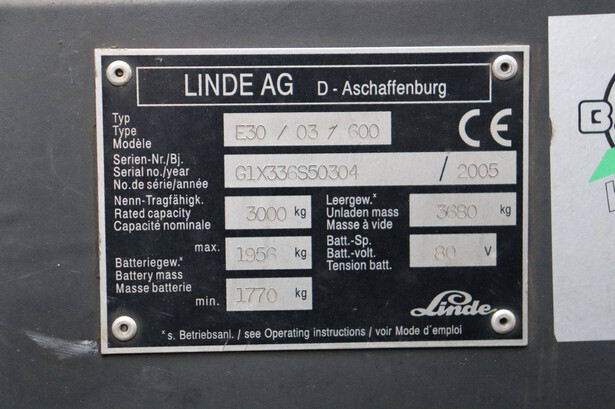 LINDE AG D - Aschaffenburg
Typ
Type
Modèle
E30 / 03 / 600
CE
Serien-Nr./Bj.
Serial no./year
No.de série/année
G1X336S50304 / 2005
Nenn-Tragfähigk.
Rated capacity
Capacité nominale
3000 kg
Leergew.*
Unladen mass
Masse à vide
3680 kg
Batteriegew.*
Battery mass
Masse batterie
max. 1956 kg
min. 1770 kg
Batt.-Sp.
Batt.-volt.
Tension batt.
80 V
Linde
* s. Betriebsanl. / see Operating instructions / voir Mode d´emploi